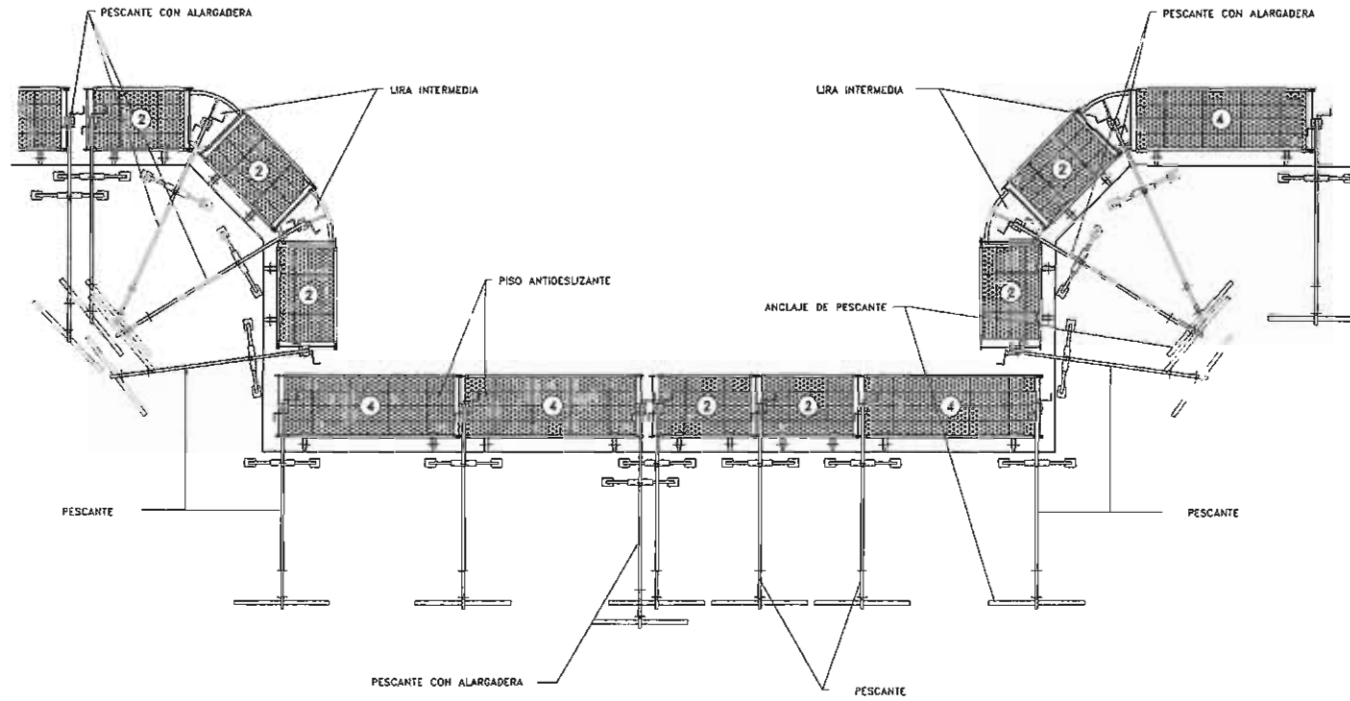 PESCANTE CON ALARGADERA
PESCANTE CON ALARGADERA
LIRA INTERMEDIA
LIRA INTERMEDIA
2
4
2
2
2
2
PISO ANTIDESLIZANTE
ANCLAJE DE PESCANTE
4
4
2
2
4
PESCANTE
PESCANTE
PESCANTE CON ALARGADERA
PESCANTE